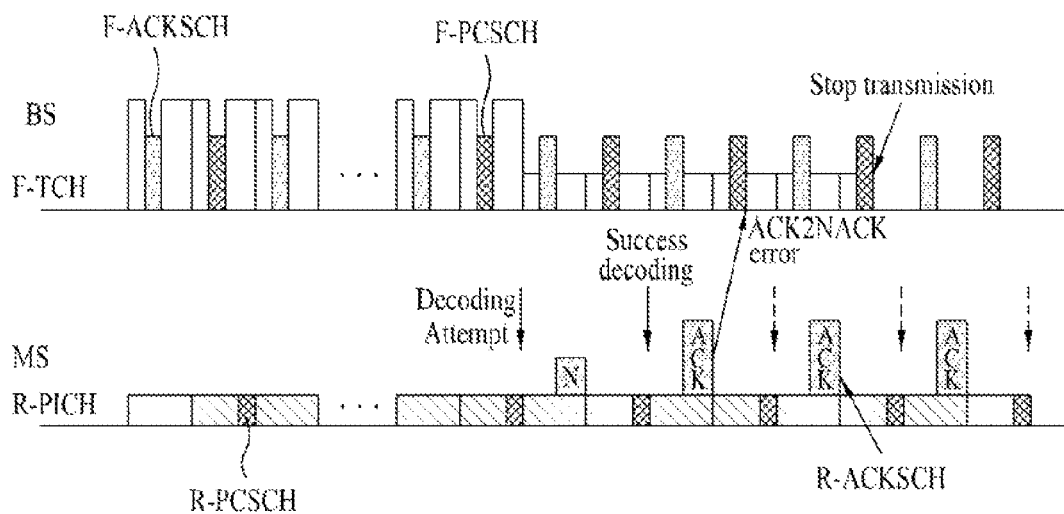 F-ACKSCH
F-PCSCH
Stop transmission
BS
F-TCH
ACK2NACK
error
Success
decoding
Decoding
Attempt
MS
N
ACK
ACK
ACK
R-PICH
R-PCSCH
R-ACKSCH